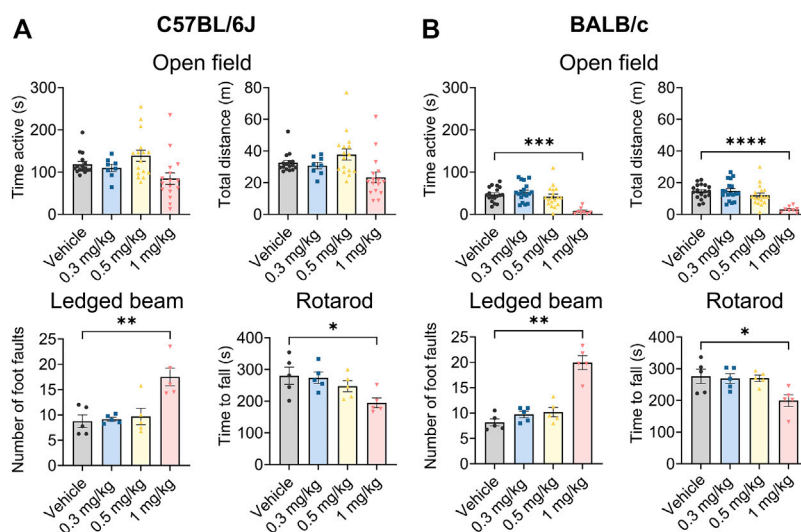 A
C57BL/6J
Open field
Time active (s)
300
200
100
0
Vehicle
0.3 mg/kg
0.5 mg/kg
1 mg/kg
Total distance (m)
80
60
40
20
0
Vehicle
0.3 mg/kg
0.5 mg/kg
1 mg/kg
Ledged beam
Number of foot faults
25
20
15
10
5
0
**
Vehicle
0.3 mg/kg
0.5 mg/kg
1 mg/kg
Rotarod
Time to fall (s)
400
300
200
100
0
*
Vehicle
0.3 mg/kg
0.5 mg/kg
1 mg/kg
B
BALB/c
Open field
Time active (s)
300
200
100
0
***
Vehicle
0.3 mg/kg
0.5 mg/kg
1 mg/kg
Total distance (m)
80
60
40
20
0
****
Vehicle
0.3 mg/kg
0.5 mg/kg
1 mg/kg
Ledged beam
Number of foot faults
25
20
15
10
5
0
**
Vehicle
0.3 mg/kg
0.5 mg/kg
1 mg/kg
Rotarod
Time to fall (s)
400
300
200
100
0
*
Vehicle
0.3 mg/kg
0.5 mg/kg
1 mg/kg